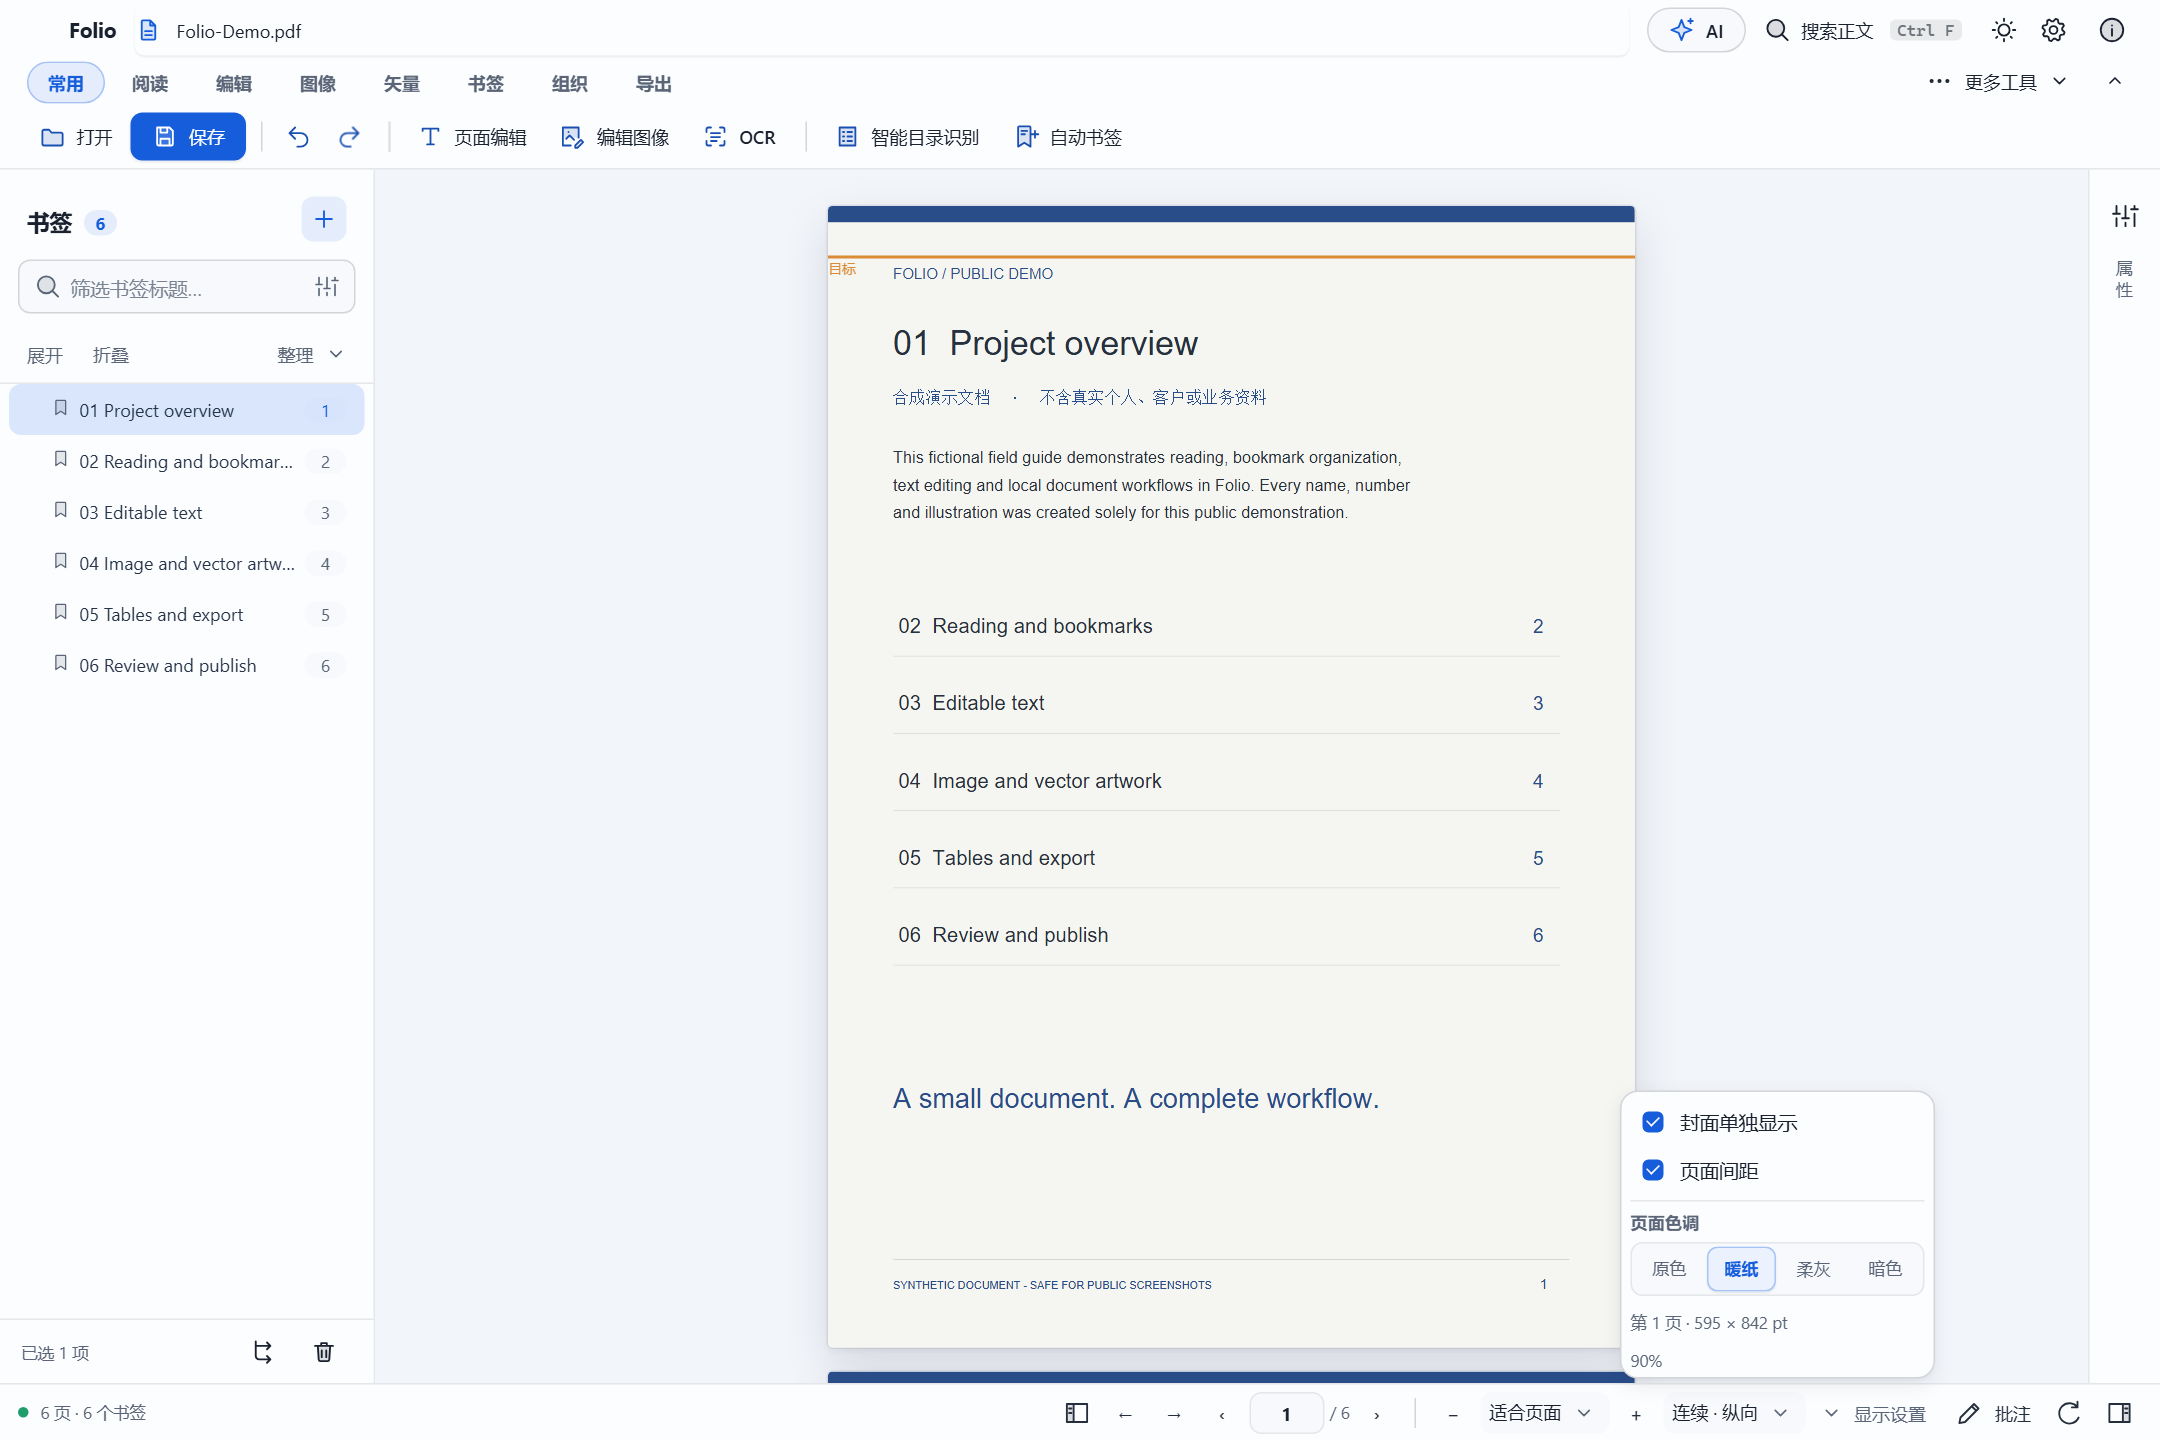 Folio
Folio-Demo.pdf
AI
搜索正文
Ctrl F
常用
阅读
编辑
图像
矢量
书签
组织
导出
更多工具
打开
保存
页面编辑
编辑图像
OCR
智能目录识别
自动书签
书签
6
筛选书签标题...
展开
折叠
整理
01 Project overview 1
02 Reading and bookmar... 2
03 Editable text 3
04 Image and vector artw... 4
05 Tables and export 5
06 Review and publish 6
已选 1 项
目标
FOLIO / PUBLIC DEMO
01 Project overview
合成演示文档 · 不含真实个人、客户或业务资料
This fictional field guide demonstrates reading, bookmark organization,
text editing and local document workflows in Folio. Every name, number
and illustration was created solely for this public demonstration.
02 Reading and bookmarks 2
03 Editable text 3
04 Image and vector artwork 4
05 Tables and export 5
06 Review and publish 6
A small document. A complete workflow.
SYNTHETIC DOCUMENT - SAFE FOR PUBLIC SCREENSHOTS 1
属
性
封面单独显示
页面间距
页面色调
原色
暖纸
柔灰
暗色
第 1 页 · 595 × 842 pt
90%
6 页 · 6 个书签
1
/ 6
适合页面
连续 · 纵向
显示设置
批注